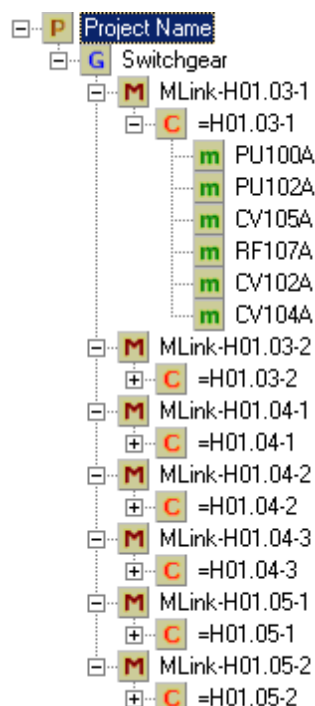 P Project Name
G Switchgear
M MLink-H01.03-1
C =H01.03-1
m PU100A
m PU102A
m CV105A
m RF107A
m CV102A
m CV104A
M MLink-H01.03-2
C =H01.03-2
M MLink-H01.04-1
C =H01.04-1
M MLink-H01.04-2
C =H01.04-2
M MLink-H01.04-3
C =H01.04-3
M MLink-H01.05-1
C =H01.05-1
M MLink-H01.05-2
C =H01.05-2